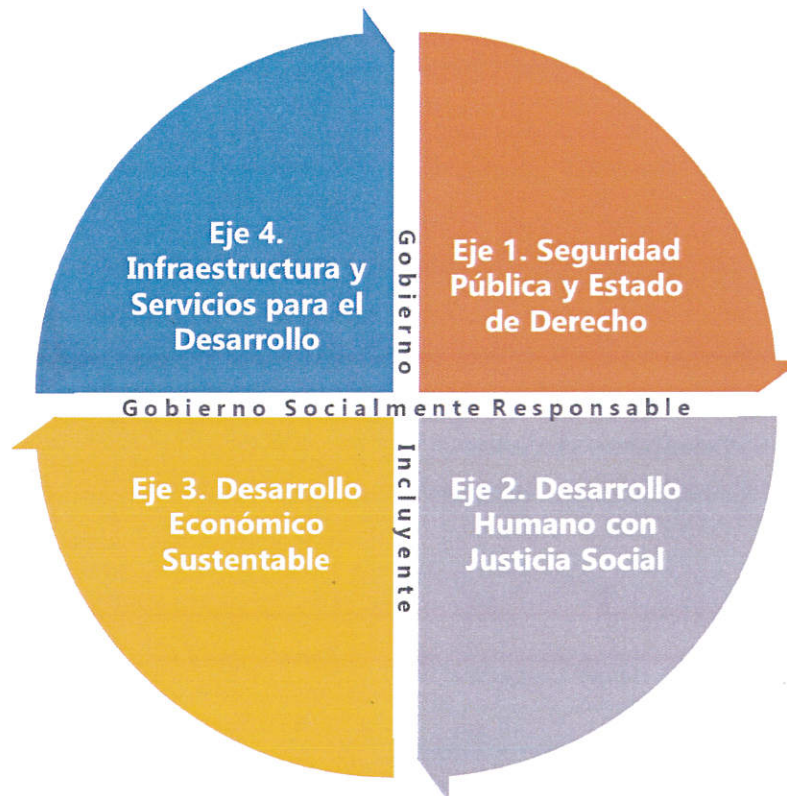 Eje 4.
Infraestructura y
Servicios para el
Desarrollo
Eje 1. Seguridad
Pública y Estado
de Derecho
Gobierno
Gobierno Socialmente Responsable
Incluyente
Eje 3. Desarrollo
Económico
Sustentable
Eje 2. Desarrollo
Humano con
Justicia Social